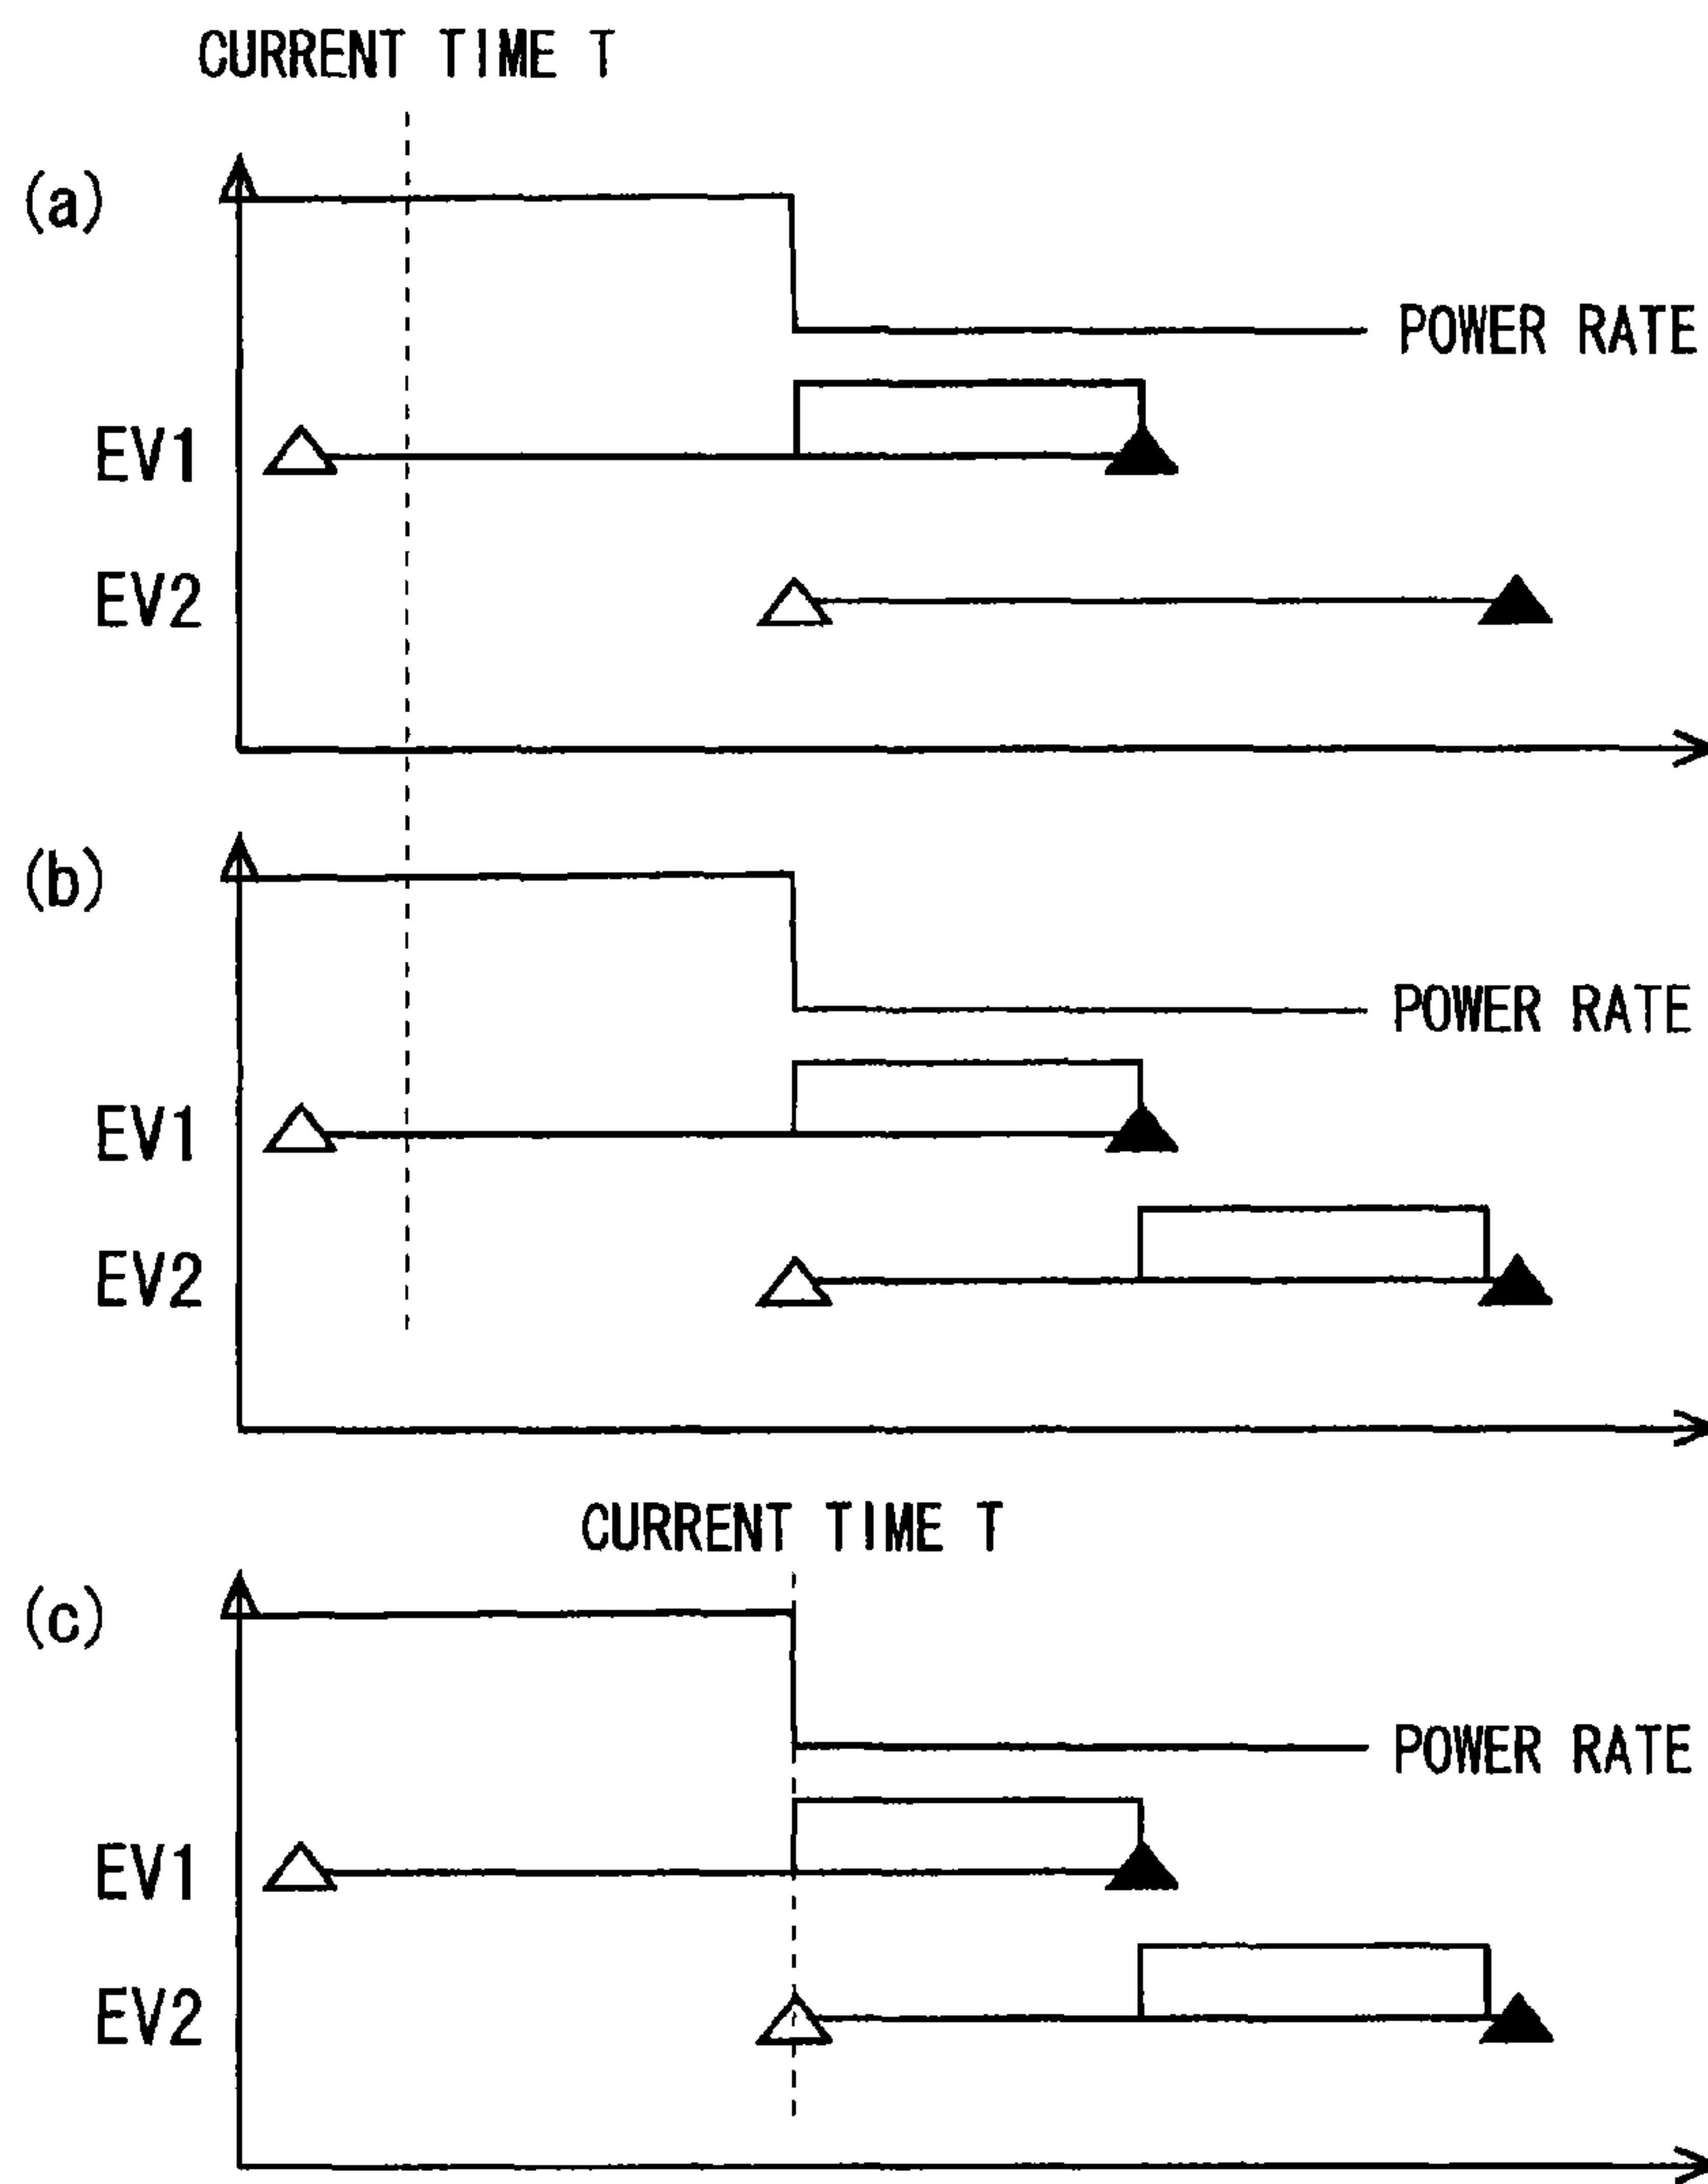 CURRENT TIME T
(a)
POWER RATE
EV1
EV2
(b)
POWER RATE
EV1
EV2
CURRENT TIME T
(c)
POWER RATE
EV1
EV2